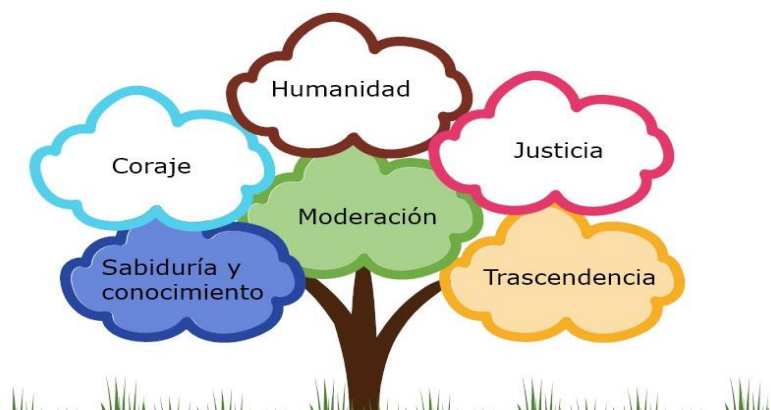 Humanidad
Coraje
Justicia
Moderación
Sabiduría y
conocimiento
Trascendencia